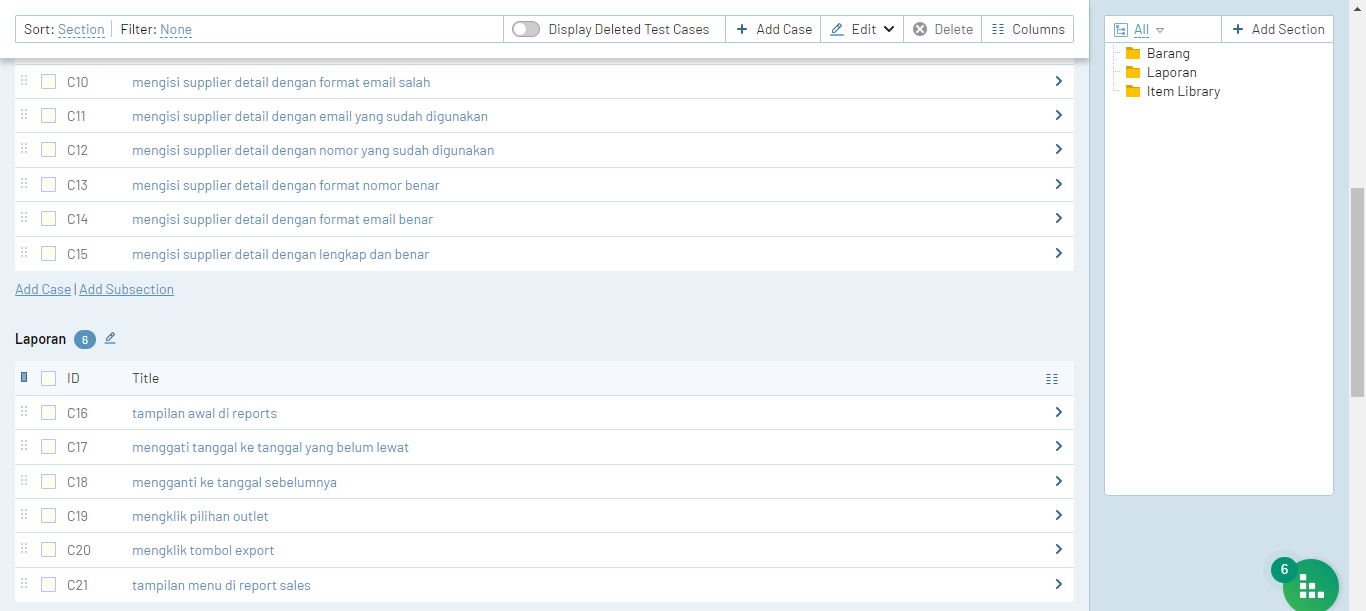 Sort: Section Filter: None Display Deleted Test Cases + Add Case Edit Delete Columns
C10 mengisi supplier detail dengan format email salah
C11 mengisi supplier detail dengan email yang sudah digunakan
C12 mengisi supplier detail dengan nomor yang sudah digunakan
C13 mengisi supplier detail dengan format nomor benar
C14 mengisi supplier detail dengan format email benar
C15 mengisi supplier detail dengan lengkap dan benar
Add Case | Add Subsection
Laporan 6
ID Title
C16 tampilan awal di reports
C17 menggati tanggal ke tanggal yang belum lewat
C18 mengganti ke tanggal sebelumnya
C19 mengklik pilihan outlet
C20 mengklik tombol export
C21 tampilan menu di report sales
All + Add Section
Barang
Laporan
Item Library
6